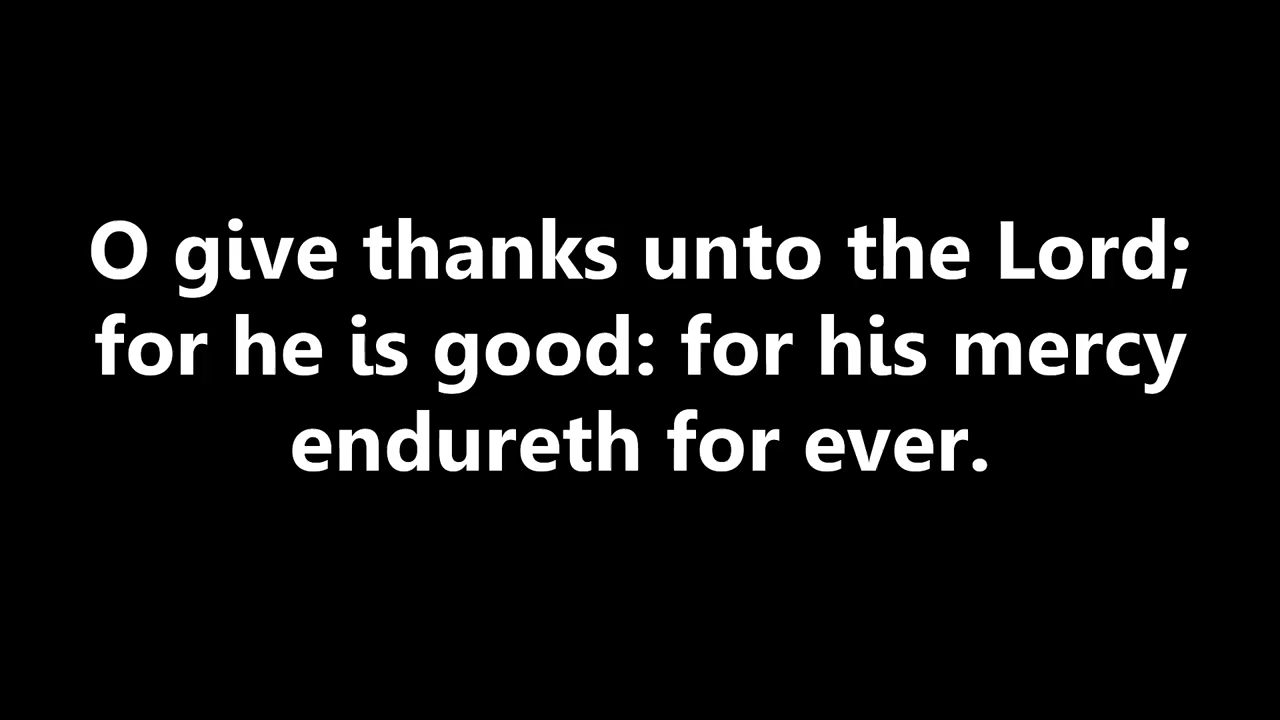 O give thanks unto the Lord;
for he is good: for his mercy
endureth for ever.